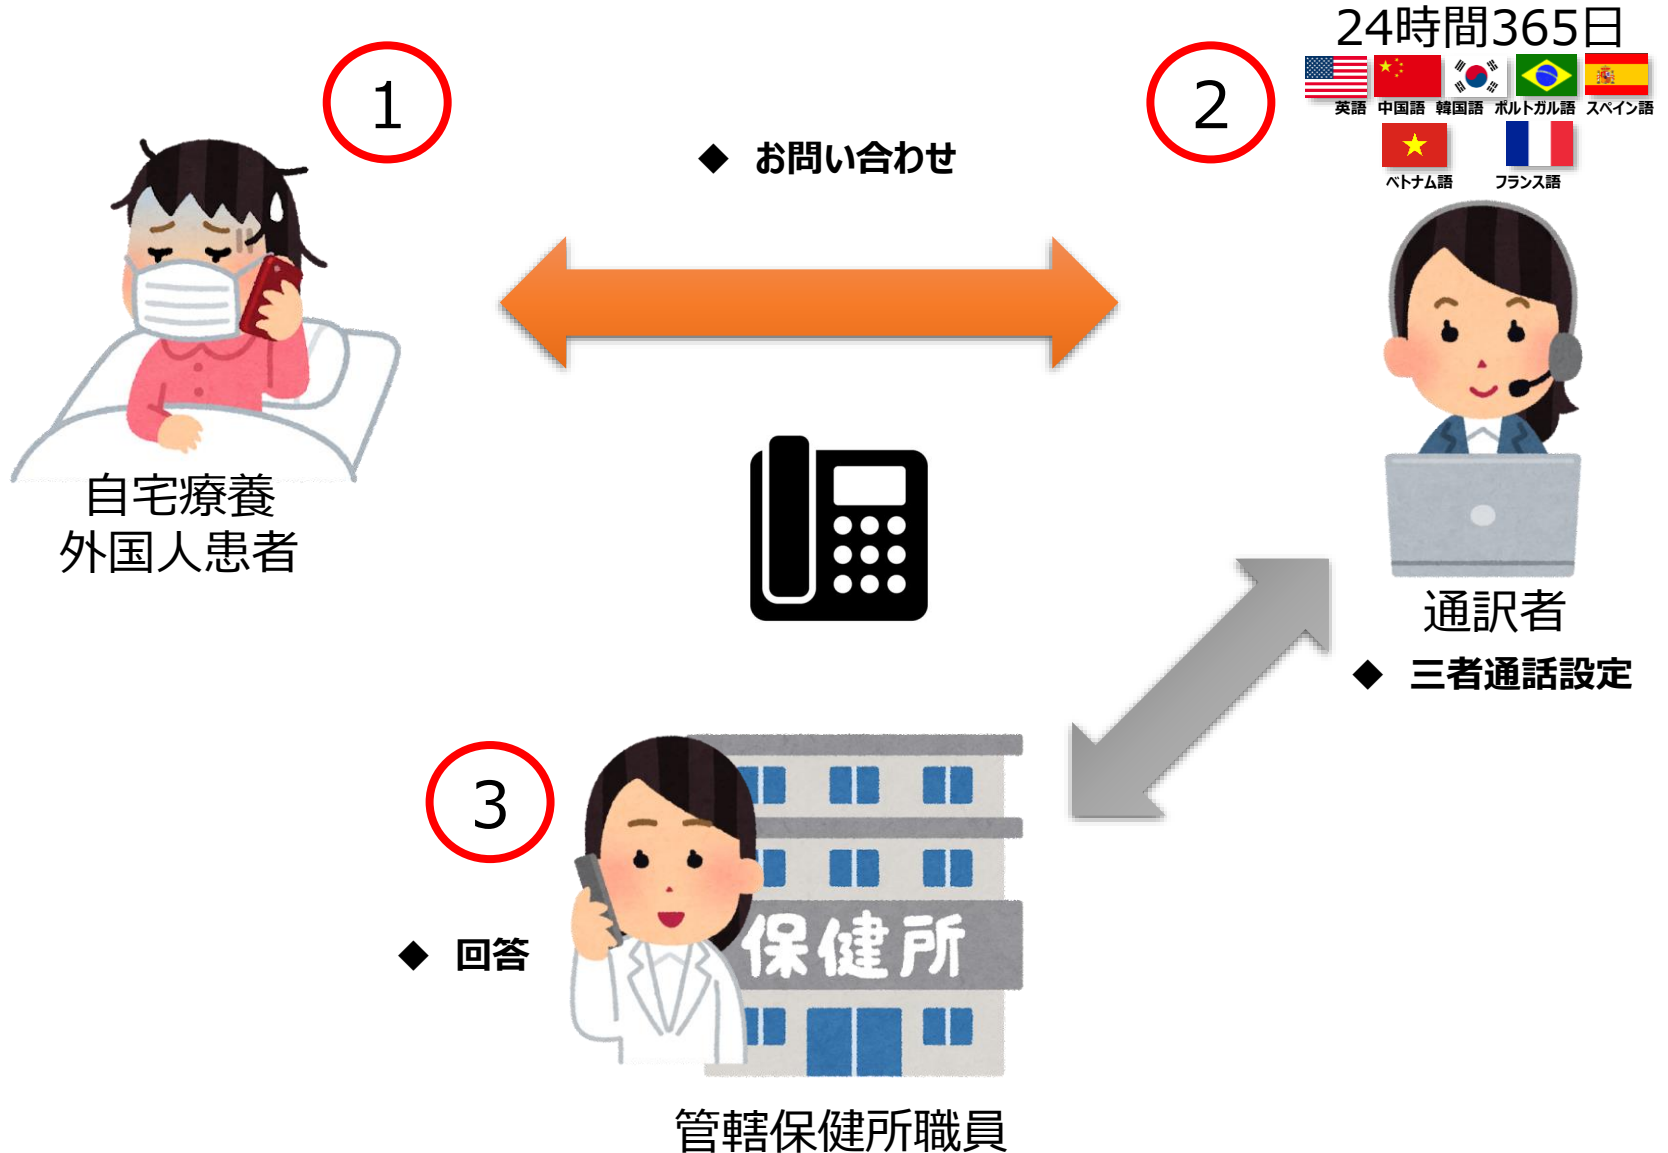 24時間365日
1
2
英語 中国語 韓国語 ポルトガル語 スペイン語
◆ お問い合わせ
ベトナム語 フランス語
自宅療養
外国人患者
通訳者
◆ 三者通話設定
3
保健所
◆ 回答
管轄保健所職員